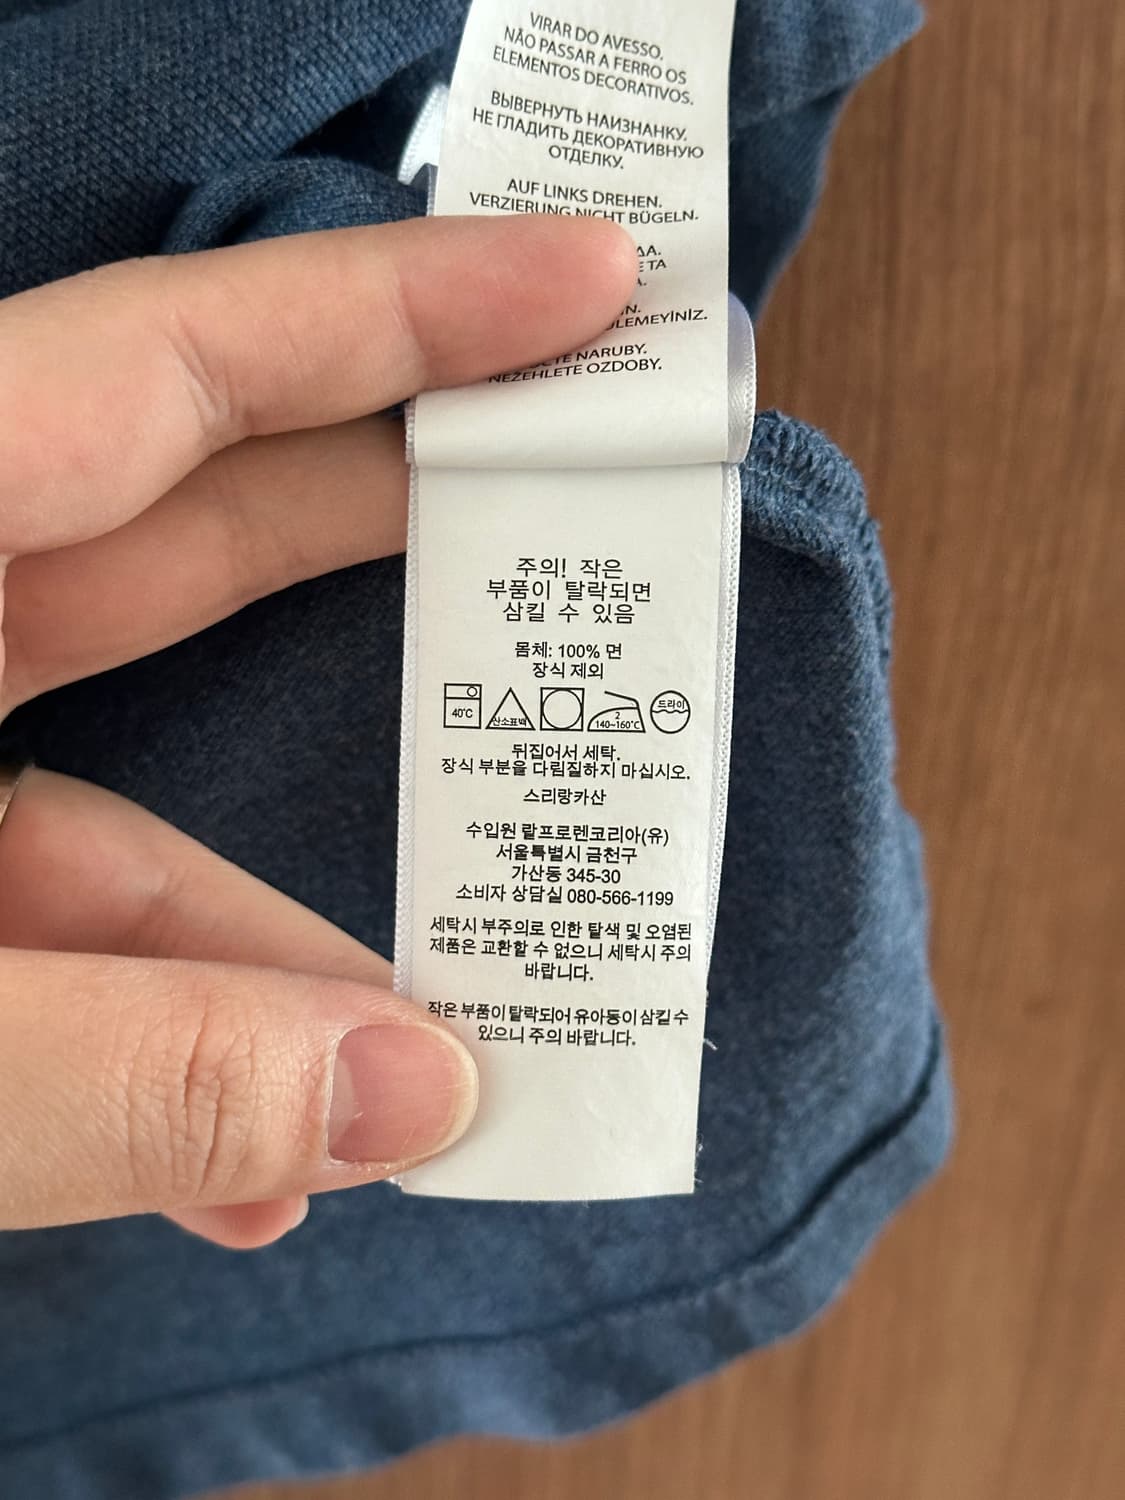 VIRAR DO AVESSO.
NÃO PASSAR A FERRO OS
ELEMENTOS DECORATIVOS.
ВЫВЕРНУТЬ НАИЗНАНКУ.
НЕ ГЛАДИТЬ ДЕКОРАТИВНУЮ
ОТДЕЛКУ.
AUF LINKS DREHEN.
VERZIERUNG NICHT BÜGELN.
NARUBY.
NEŽEHLETE OZDOBY.
주의! 작은
부품이 탈락되면
삼킬 수 있음
몸체: 100% 면
장식 제외
40°C 산소표백 2 140~160°C 드라이
뒤집어서 세탁.
장식 부분을 다림질하지 마십시오.
스리랑카산
수입원 랄프로렌코리아(유)
서울특별시 금천구
가산동 345-30
소비자 상담실 080-566-1199
세탁시 부주의로 인한 탈색 및 오염된
제품은 교환할 수 없으니 세탁시 주의
바랍니다.
작은 부품이 탈락되어 유아동이 삼킬 수
있으니 주의 바랍니다.